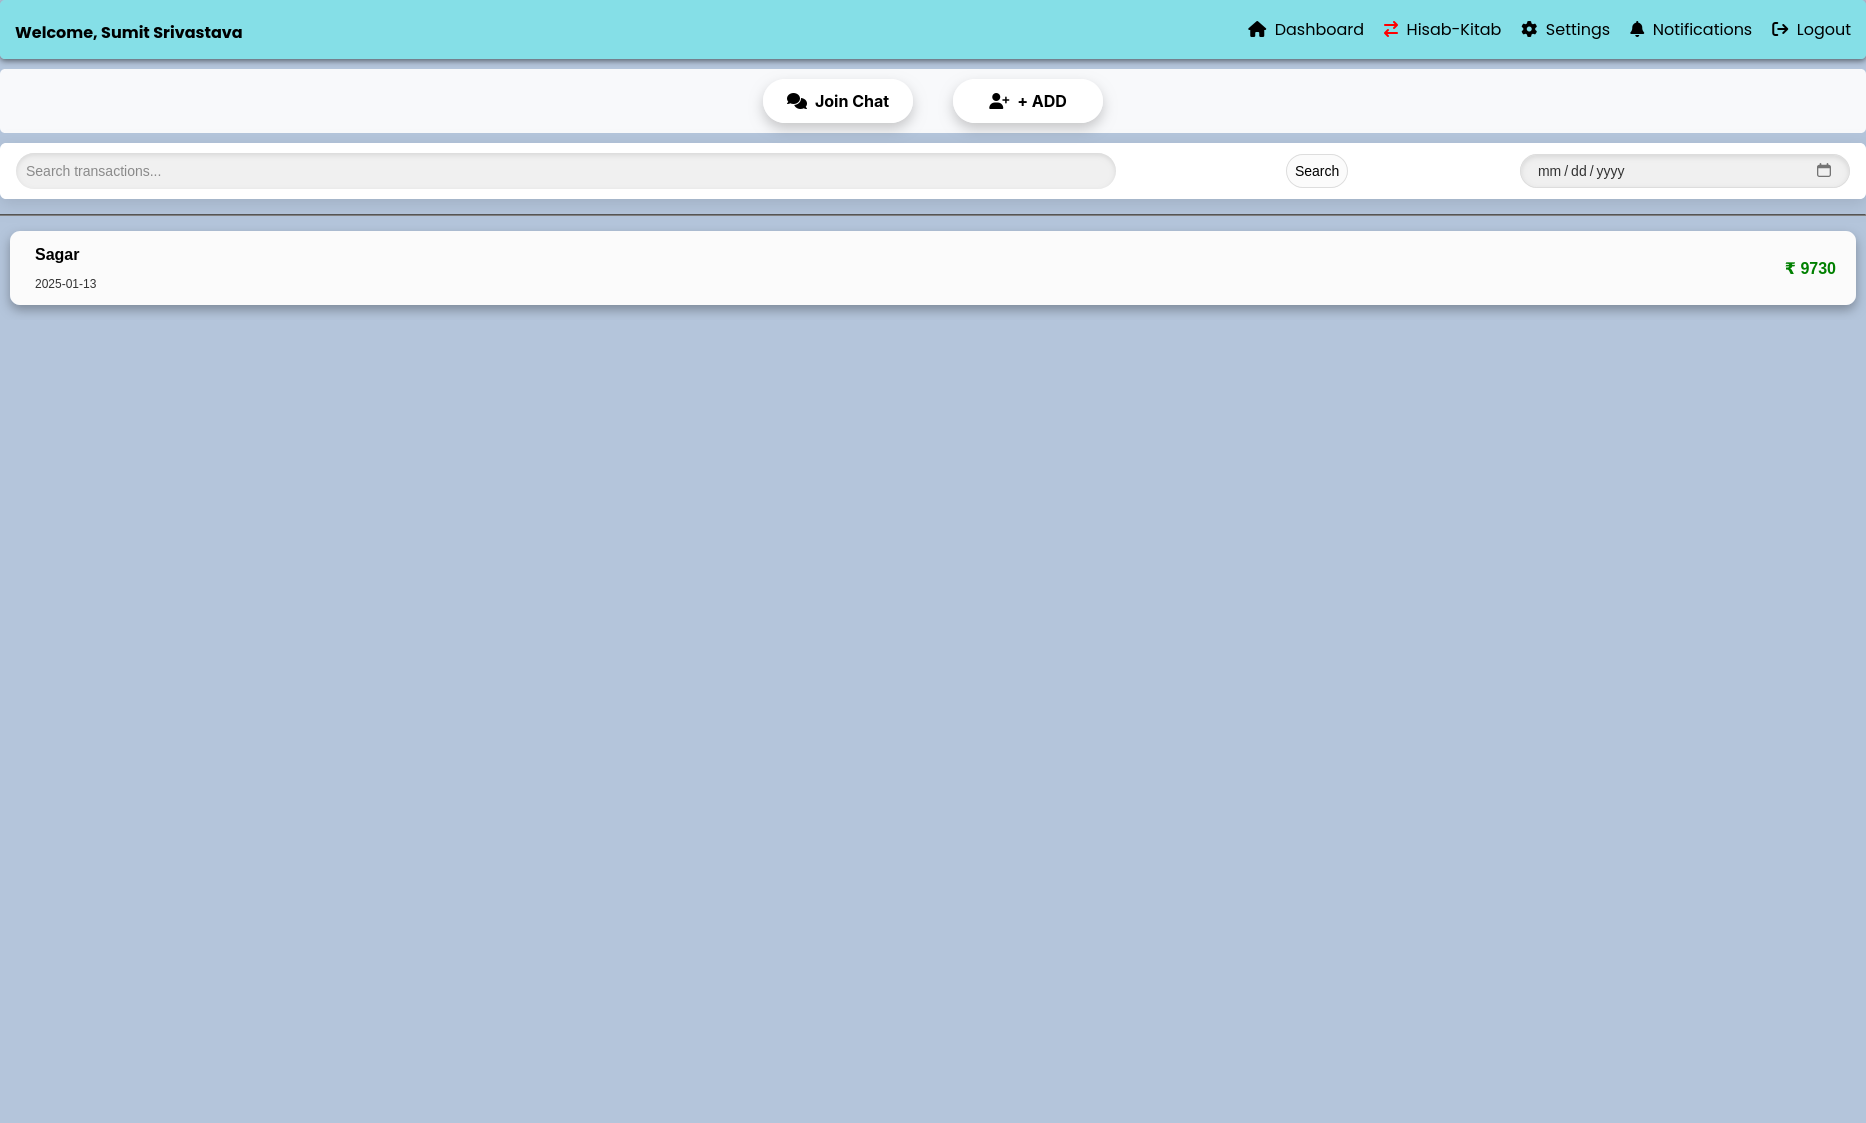 Welcome, Sumit Srivastava
Dashboard Hisab-Kitab Settings Notifications Logout
Join Chat + ADD
Search transactions... Search mm/dd/yyyy
Sagar
2025-01-13
₹ 9730